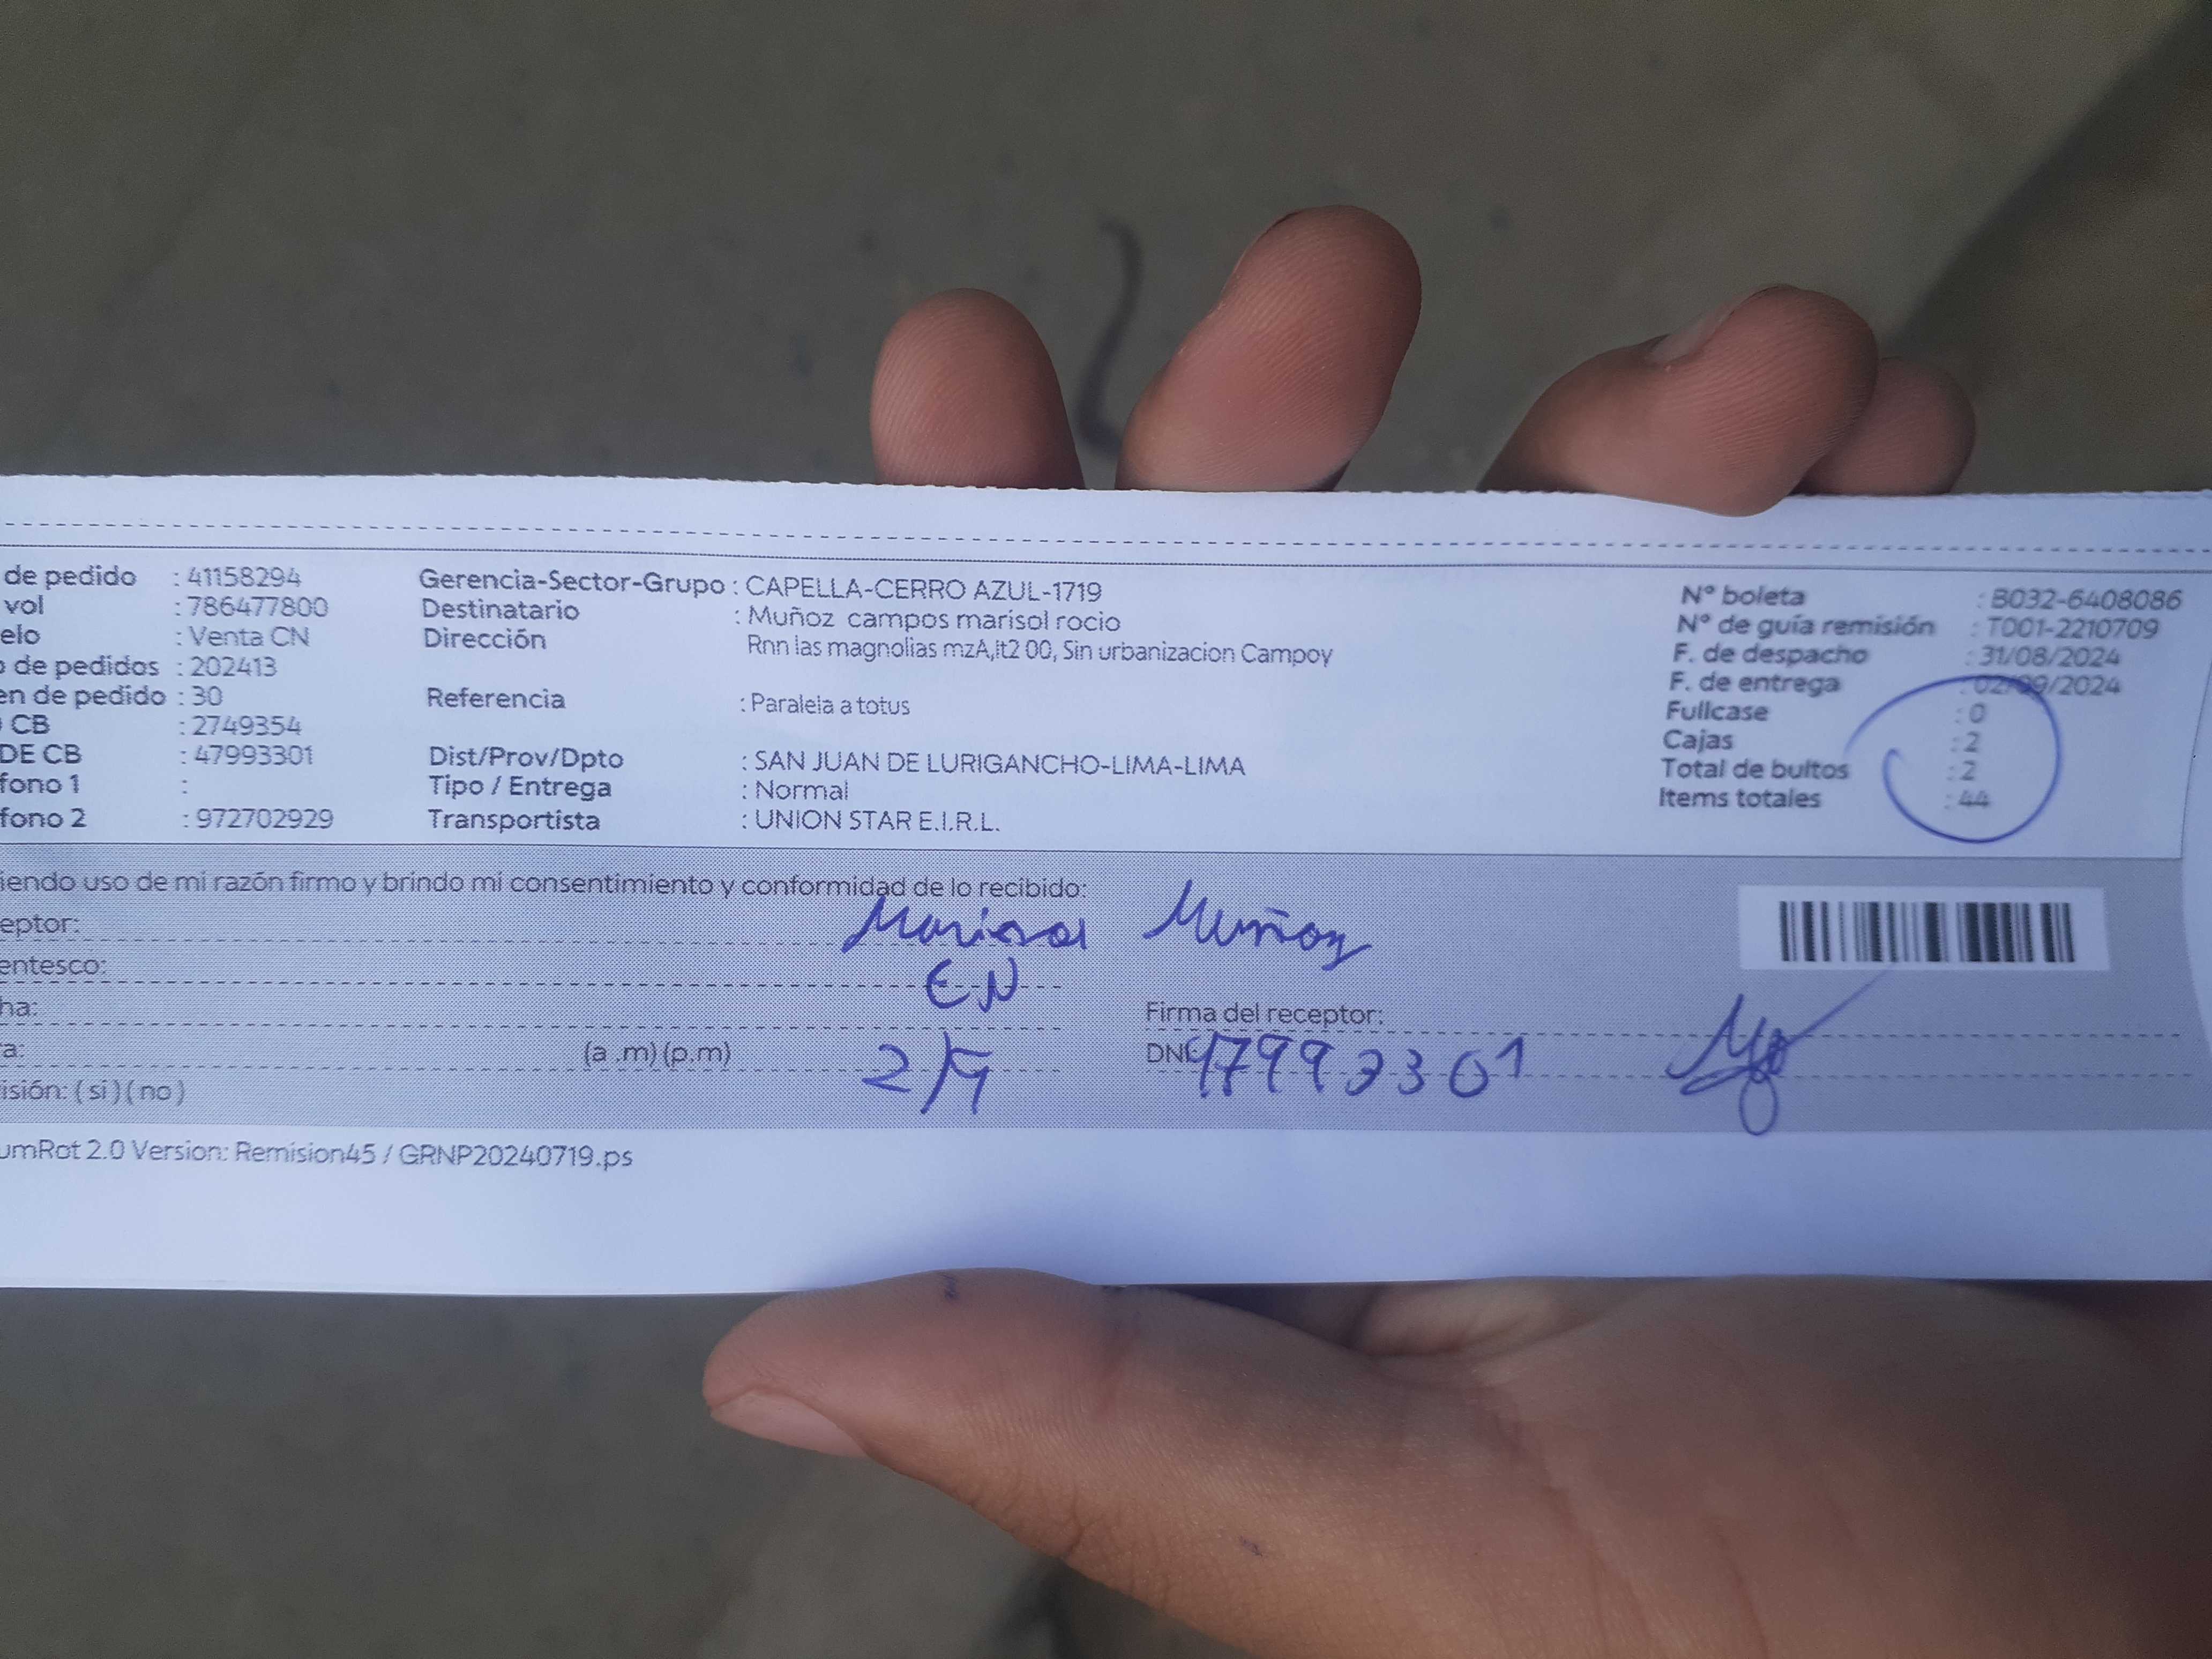 de pedido : 41158294
vol : 786477800
elo : Venta CN
o de pedidos : 202413
en de pedido : 30
CB : 2749354
DE CB : 47993301
fono 1 :
fono 2 : 972702929
Gerencia-Sector-Grupo : CAPELLA-CERRO AZUL-1719
Destinatario : Muñoz campos marisol rocio
Dirección Rnn las magnolias mzA,lt2 00, Sin urbanizacion Campoy
Referencia : Paralela a totus
Dist/Prov/Dpto : SAN JUAN DE LURIGANCHO-LIMA-LIMA
Tipo / Entrega : Normal
Transportista : UNION STAR E.I.R.L.
N° boleta : B032-6408086
N° de guía remisión : T001-2210709
F. de despacho : 31/08/2024
F. de entrega : 02/09/2024
Fullcase : 0
Cajas : 2
Total de bultos : 2
Items totales : 44
iendo uso de mi razón firmo y brindo mi consentimiento y conformidad de lo recibido:
eptor: Marisol Muñoz
entesco: EN
ha:
Firma del receptor:
a: (a .m) (p.m) 2/9
DNI: 47993301
isión: ( si ) ( no )
umRot 2.0 Version: Remision45 / GRNP20240719.ps